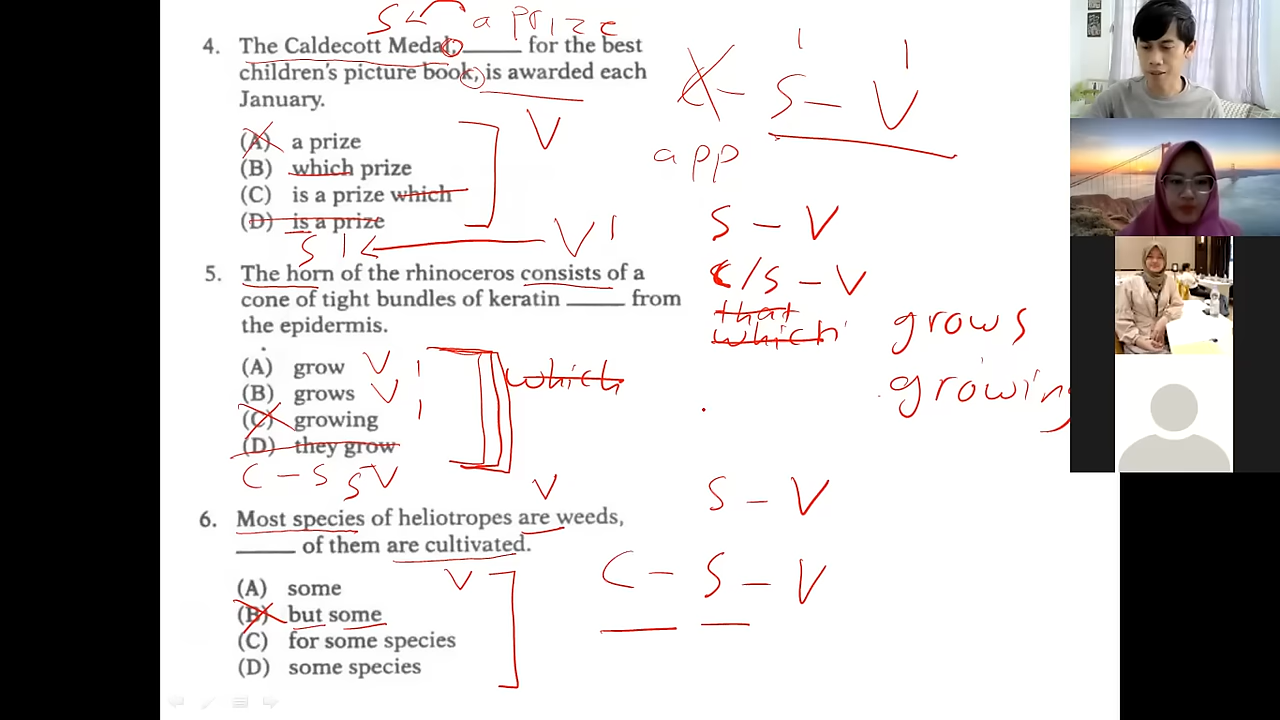 S a prize
4. The Caldecott Medal, ______ for the best
children's picture book, is awarded each
January.
V
(A) a prize
(B) which prize
(C) is a prize which
(D) is a prize
X - S - V
app
S V
5. The horn of the rhinoceros consists of a
cone of tight bundles of keratin ______ from
the epidermis.
S - V
C/S - V
that
which
grows
growing
(A) grow V
(B) grows V
(C) growing
(D) they grow
which
C - S S V
V
6. Most species of heliotropes are weeds,
______ of them are cultivated.
V
(A) some
(B) but some
(C) for some species
(D) some species
S - V
C - S - V